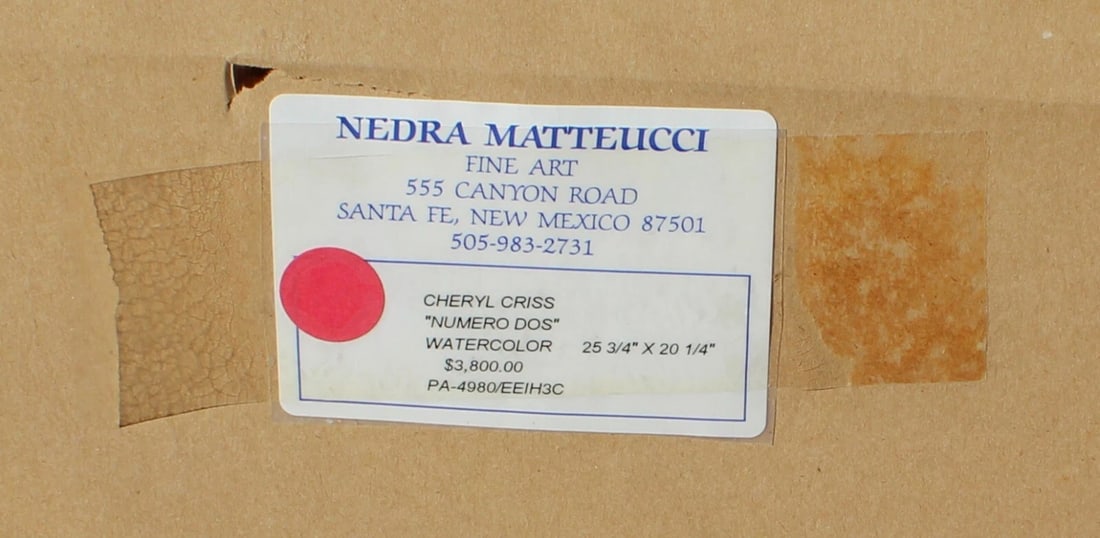 NEDRA MATTEUCCI
FINE ART
555 CANYON ROAD
SANTA FE, NEW MEXICO 87501
505-983-2731
CHERYL CRISS
"NUMERO DOS"
WATERCOLOR 25 3/4" X 20 1/4"
$3,800.00
PA-4980/EEIH3C